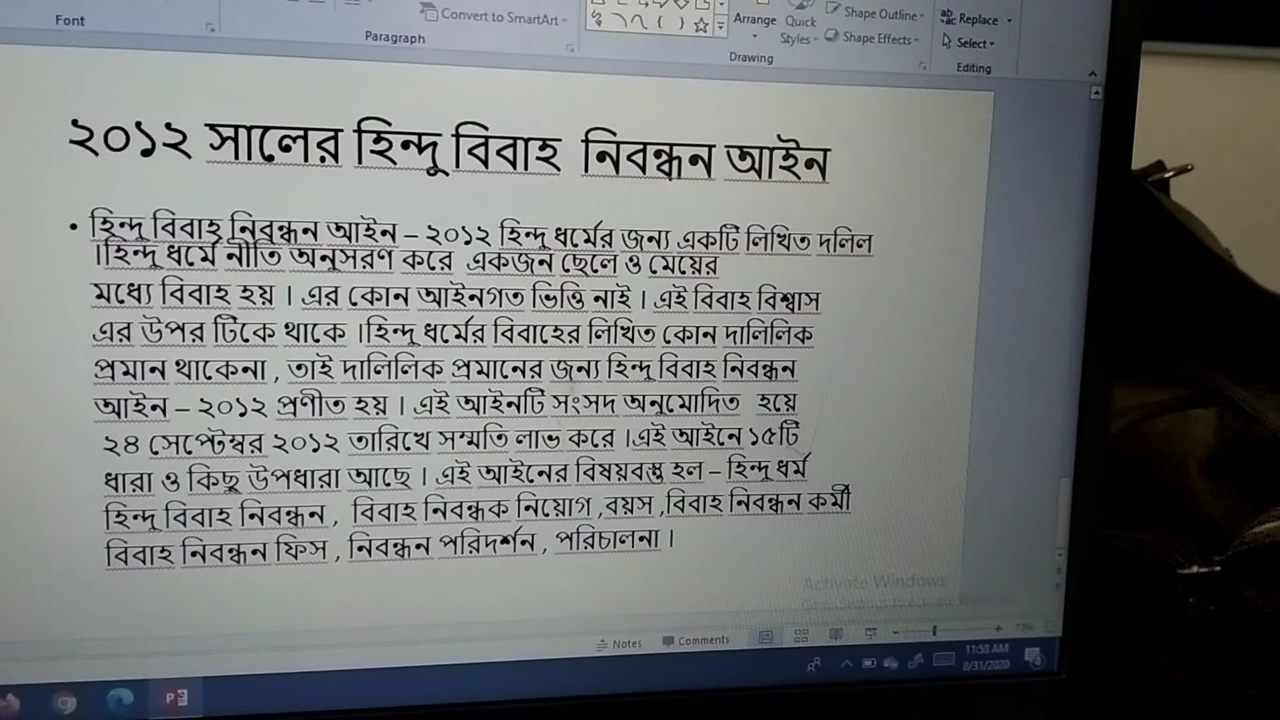 Font
Convert to SmartArt
Paragraph
Arrange
Quick
Styles
Shape Outline
Shape Effects
Drawing
Replace
Select
Editing
২০১২ সালের হিন্দু বিবাহ নিবন্ধন আইন
• হিন্দু বিবাহ নিবন্ধন আইন – ২০১২ হিন্দু ধর্মের জন্য একটি লিখিত দলিল
।হিন্দু ধর্মে নীতি অনুসরণ করে একজন ছেলে ও মেয়ের
মধ্যে বিবাহ হয় । এর কোন আইনগত ভিত্তি নাই । এই বিবাহ বিশ্বাস
এর উপর টিকে থাকে ।হিন্দু ধর্মের বিবাহের লিখিত কোন দালিলিক
প্রমান থাকেনা , তাই দালিলিক প্রমানের জন্য হিন্দু বিবাহ নিবন্ধন
আইন – ২০১২ প্রণীত হয় । এই আইনটি সংসদ অনুমোদিত হয়ে
২৪ সেপ্টেম্বর ২০১২ তারিখে সম্মতি লাভ করে ।এই আইনে ১৫টি
ধারা ও কিছু উপধারা আছে । এই আইনের বিষয়বস্তু হল – হিন্দু ধর্ম
হিন্দু বিবাহ নিবন্ধন , বিবাহ নিবন্ধক নিয়োগ ,বয়স ,বিবাহ নিবন্ধন কর্মী
বিবাহ নিবন্ধন ফিস , নিবন্ধন পরিদর্শন , পরিচালনা ।
Activate Windows
Notes
Comments
73%
11:58 AM
8/31/2020